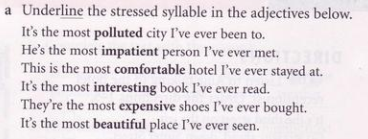 a Underline the stressed syllable in the adjectives below.
It's the most polluted city I've ever been to.
He's the most impatient person I've ever met.
This is the most comfortable hotel I've ever stayed at.
It's the most interesting book I've ever read.
They're the most expensive shoes I've ever bought.
It's the most beautiful place I've ever seen.